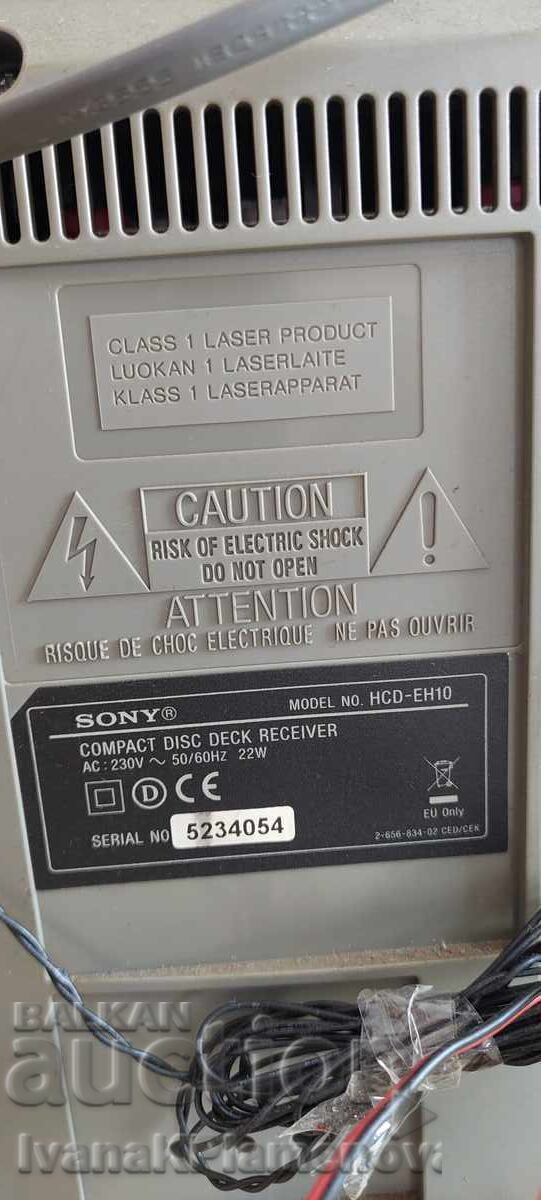 CLASS 1 LASER PRODUCT
LUOKAN 1 LASERLAITE
KLASS 1 LASERAPPARAT
CAUTION
RISK OF ELECTRIC SHOCK
DO NOT OPEN
ATTENTION
RISQUE DE CHOC ELECTRIQUE NE PAS OUVRIR
SONY® MODEL NO. HCD-EH10
COMPACT DISC DECK RECEIVER
AC: 230V ~ 50/60HZ 22W
D CE
EU Only
SERIAL NO 5234054
2-656-834-02 CED/CEK
BALKAN
auction